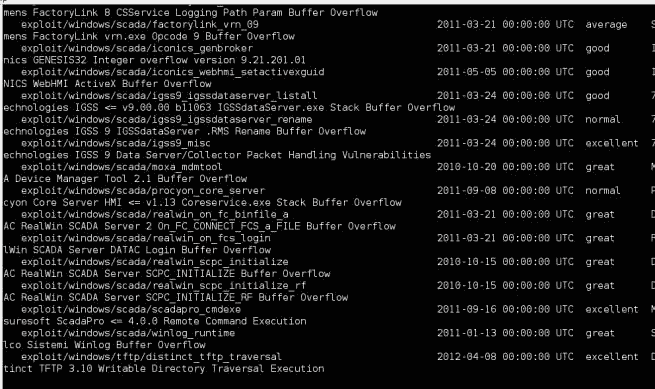 mens FactoryLink 8 CSService Logging Path Param Buffer Overflow
exploit/windows/scada/factorylink_vrn_09 2011-03-21 00:00:00 UTC average S
mens FactoryLink vrn.exe Opcode 9 Buffer Overflow
exploit/windows/scada/iconics_genbroker 2011-03-21 00:00:00 UTC good I
nics GENESIS32 Integer overflow version 9.21.201.01
exploit/windows/scada/iconics_webhmi_setactivexguid 2011-05-05 00:00:00 UTC good I
NICS WebHMI ActiveX Buffer Overflow
exploit/windows/scada/igss9_igssdataserver_listall 2011-03-24 00:00:00 UTC good 7
echnologies IGSS <= v9.00.00 b11063 IGSSdataServer.exe Stack Buffer Overflow
exploit/windows/scada/igss9_igssdataserver_rename 2011-03-24 00:00:00 UTC normal 7
echnologies IGSS 9 IGSSdataServer .RMS Rename Buffer Overflow
exploit/windows/scada/igss9_misc 2011-03-24 00:00:00 UTC excellent 7
echnologies IGSS 9 Data Server/Collector Packet Handling Vulnerabilities
exploit/windows/scada/moxa_mdmtool 2010-10-20 00:00:00 UTC great M
A Device Manager Tool 2.1 Buffer Overflow
exploit/windows/scada/procyon_core_server 2011-09-08 00:00:00 UTC normal P
cyon Core Server HMI <= v1.13 Coreservice.exe Stack Buffer Overflow
exploit/windows/scada/realwin_on_fc_binfile_a 2011-03-21 00:00:00 UTC great D
AC RealWin SCADA Server 2 On_FC_CONNECT_FCS_a_FILE Buffer Overflow
exploit/windows/scada/realwin_on_fcs_login 2011-03-21 00:00:00 UTC great R
lWin SCADA Server DATAC Login Buffer Overflow
exploit/windows/scada/realwin_scpc_initialize 2010-10-15 00:00:00 UTC great D
AC RealWin SCADA Server SCPC_INITIALIZE Buffer Overflow
exploit/windows/scada/realwin_scpc_initialize_rf 2010-10-15 00:00:00 UTC great D
AC RealWin SCADA Server SCPC_INITIALIZE_RF Buffer Overflow
exploit/windows/scada/scadapro_cmdexe 2011-09-16 00:00:00 UTC excellent M
suresoft ScadaPro <= 4.0.0 Remote Command Execution
exploit/windows/scada/winlog_runtime 2011-01-13 00:00:00 UTC great S
lco Sistemi Winlog Buffer Overflow
exploit/windows/tftp/distinct_tftp_traversal 2012-04-08 00:00:00 UTC excellent D
tinct TFTP 3.10 Writable Directory Traversal Execution